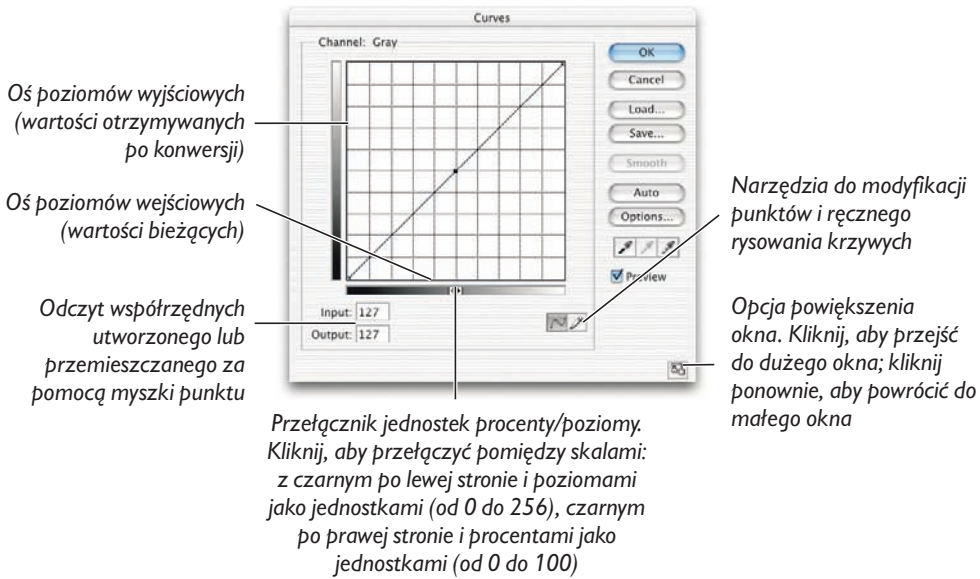 Curves
Channel: Gray
OK
Cancel
Load...
Save...
Smooth
Auto
Options...
Preview
Input: 127
Output: 127
Oś poziomów wyjściowych
(wartości otrzymywanych
po konwersji)
Oś poziomów wejściowych
(wartości bieżących)
Odczyt współrzędnych
utworzonego lub
przemieszczanego za
pomocą myszki punktu
Przełącznik jednostek procenty/poziomy.
Kliknij, aby przełączyć pomiędzy skalami:
z czarnym po lewej stronie i poziomami
jako jednostkami (od 0 do 256), czarnym
po prawej stronie i procentami jako
jednostkami (od 0 do 100)
Narzędzia do modyfikacji
punktów i ręcznego
rysowania krzywych
Opcja powiększenia
okna. Kliknij, aby przejść
do dużego okna; kliknij
ponownie, aby powrócić do
małego okna